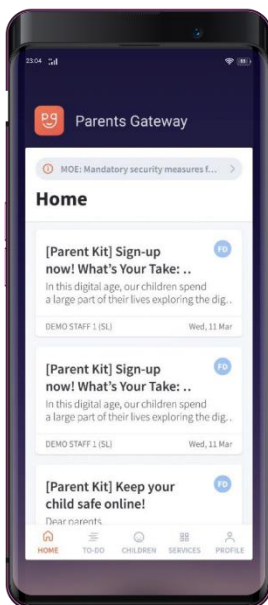 23:04
pg
Parents Gateway
MOE: Mandatory security measures f...
Home
[Parent Kit] Sign-up
FD
now! What's Your Take: ..
In this digital age, our children spend
a large part of their lives exploring the dig..
DEMO STAFF 1 (SL) Wed, 11 Mar
[Parent Kit] Sign-up
FD
now! What's Your Take: ..
In this digital age, our children spend
a large part of their lives exploring the dig..
DEMO STAFF 1 (SL) Wed, 11 Mar
[Parent Kit] Keep your
FD
child safe online!
Dear parents
HOME TO-DO CHILDREN SERVICES PROFILE